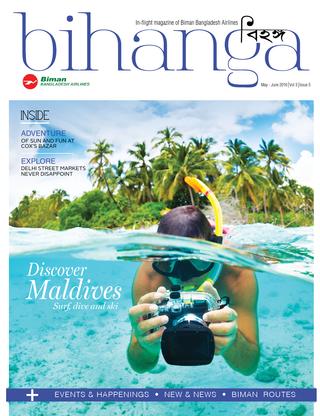 In-flight magazine of Biman Bangladesh Airlines
bihanga
বিহঙ্গ
Biman
BANGLADESH AIRLINES
May - June 2016 | Vol 3 | Issue 5
INSIDE
ADVENTURE
OF SUN AND FUN AT
COX'S BAZAR
EXPLORE
DELHI STREET MARKETS
NEVER DISAPPOINT
Discover
Maldives
Surf, dive and ski
+ EVENTS & HAPPENINGS • NEW & NEWS • BIMAN ROUTES